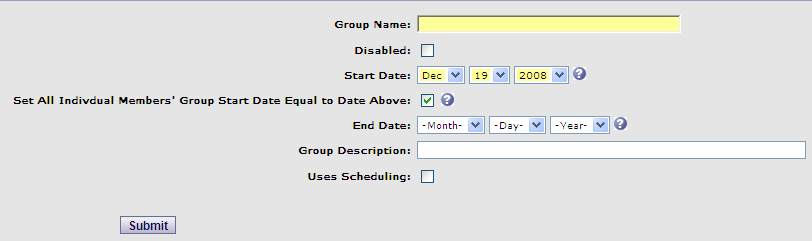 Group Name:
Disabled:
Start Date: Dec 19 2008 ?
Set All Indivdual Members' Group Start Date Equal to Date Above: ?
End Date: -Month- -Day- -Year- ?
Group Description:
Uses Scheduling:
Submit